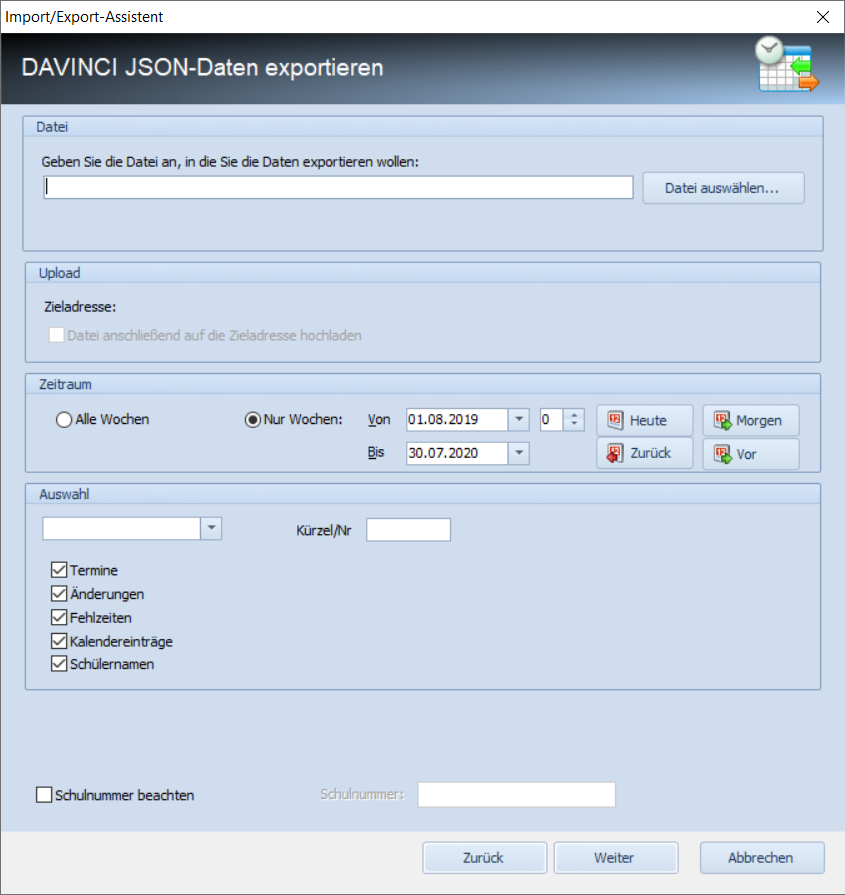 Import/Export-Assistent
DAVINCI JSON-Daten exportieren
Datei
Geben Sie die Datei an, in die Sie die Daten exportieren wollen:
Datei auswählen...
Upload
Zieladresse:
Datei anschließend auf die Zieladresse hochladen
Zeitraum
Alle Wochen Nur Wochen: Von 01.08.2019 0 Heute Morgen
Bis 30.07.2020 Zurück Vor
Auswahl
Kürzel/Nr
Termine
Änderungen
Fehlzeiten
Kalendereinträge
Schülernamen
Schulnummer beachten Schulnummer:
Zurück Weiter Abbrechen